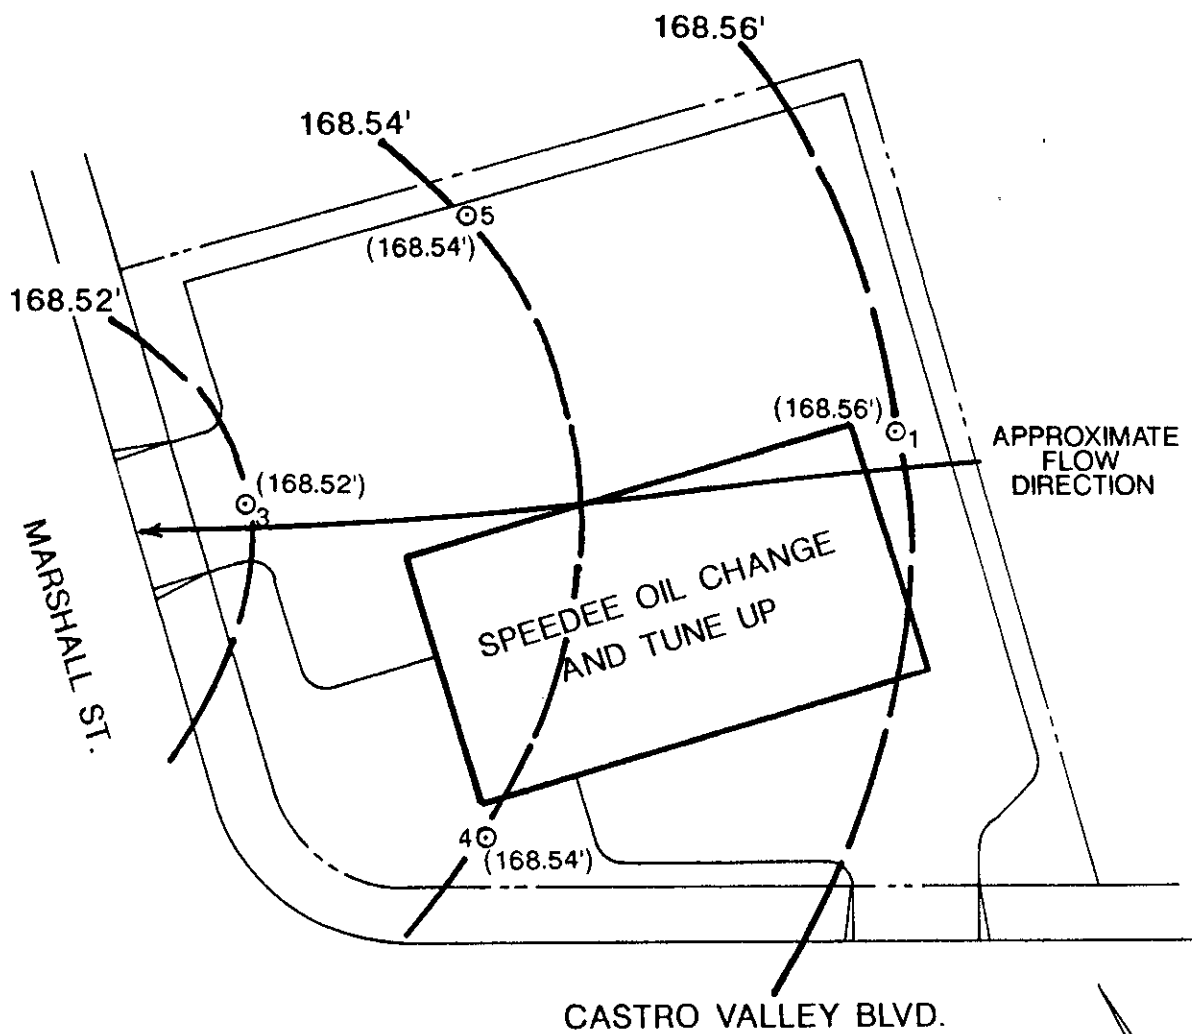 168.56'
168.54'
5
(168.54')
168.52'
(168.56')
1
APPROXIMATE
FLOW
DIRECTION
(168.52')
3
MARSHALL ST.
SPEEDEE OIL CHANGE
AND TUNE UP
4
(168.54')
CASTRO VALLEY BLVD.